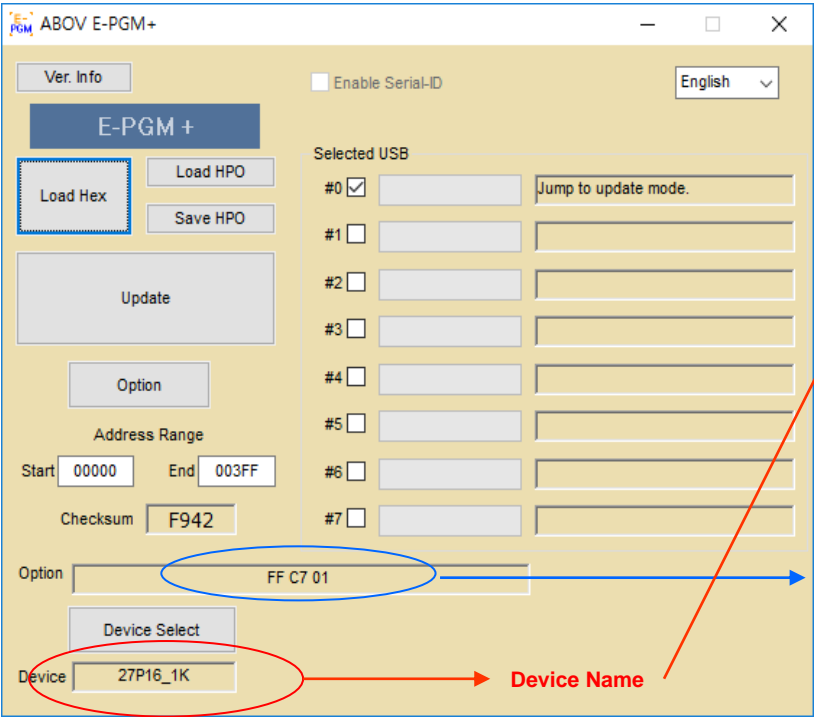 E-
PGM
ABOV E-PGM+
Ver. Info
Enable Serial-ID
English
E-PGM +
Load Hex
Load HPO
Save HPO
Update
Option
Address Range
Start 00000 End 003FF
Checksum F942
Selected USB
#0 Jump to update mode.
#1
#2
#3
#4
#5
#6
#7
Option FF C7 01
Device Select
Device 27P16_1K
Device Name